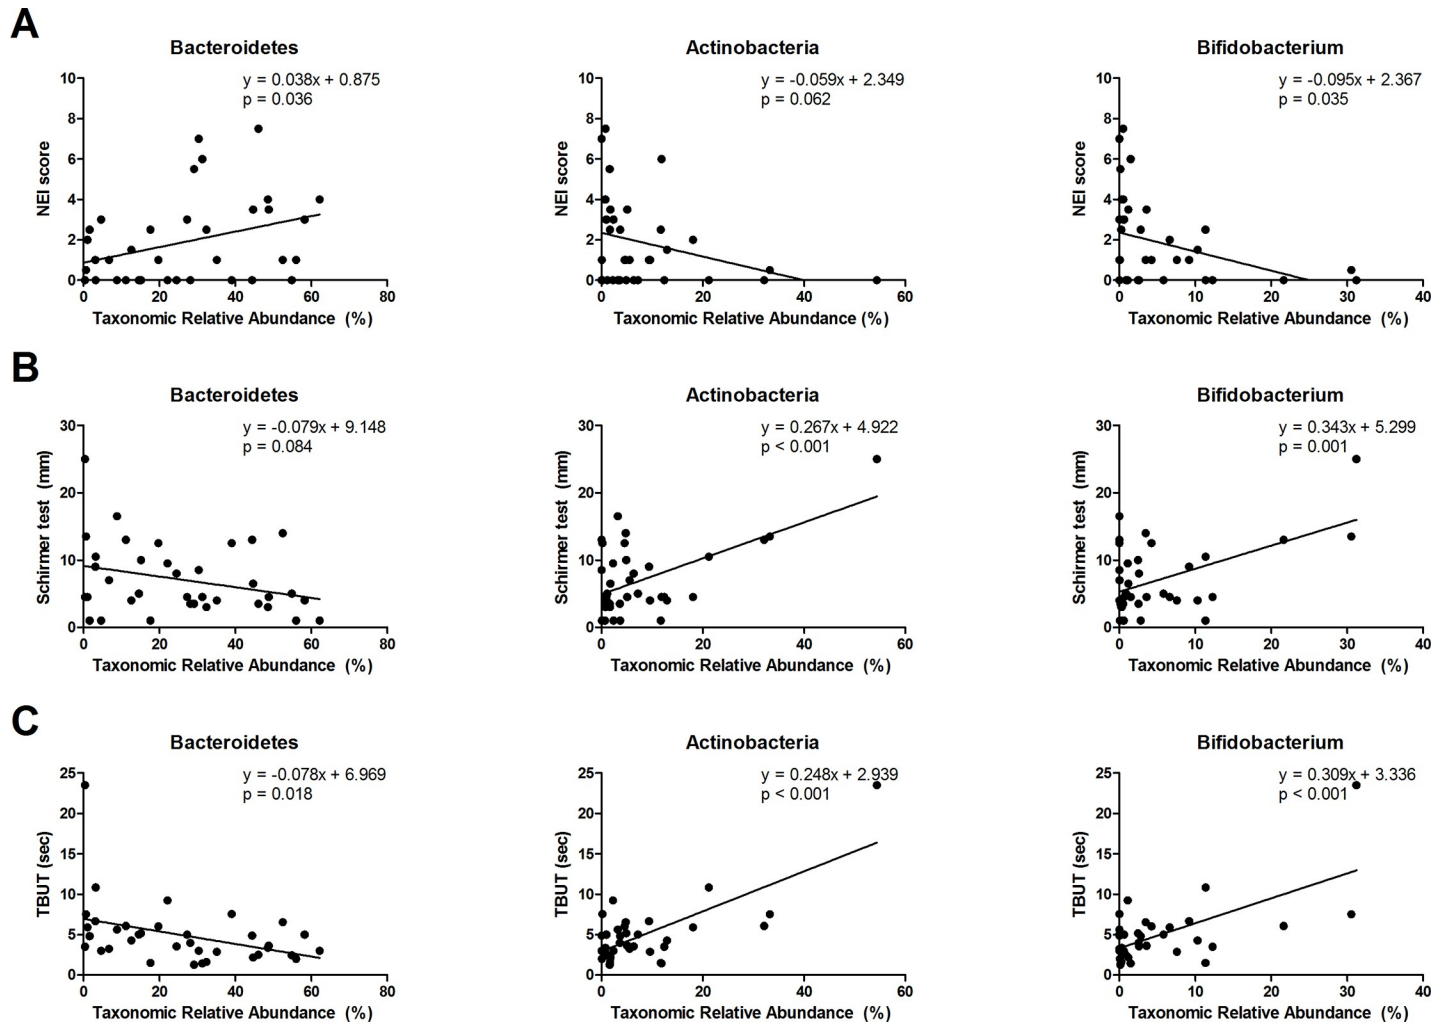 A
Bacteroidetes
y = 0.038x + 0.875
p = 0.036
10
8
6
4
2
0
NEI score
0 20 40 60 80
Taxonomic Relative Abundance (%)
Actinobacteria
y = -0.059x + 2.349
p = 0.062
10
8
6
4
2
0
NEI score
0 20 40 60
Taxonomic Relative Abundance (%)
Bifidobacterium
y = -0.095x + 2.367
p = 0.035
10
8
6
4
2
0
NEI score
0 10 20 30 40
Taxonomic Relative Abundance (%)
B
Bacteroidetes
y = -0.079x + 9.148
p = 0.084
30
20
10
0
Schirmer test (mm)
0 20 40 60 80
Taxonomic Relative Abundance (%)
Actinobacteria
y = 0.267x + 4.922
p < 0.001
30
20
10
0
Schirmer test (mm)
0 20 40 60
Taxonomic Relative Abundance (%)
Bifidobacterium
y = 0.343x + 5.299
p = 0.001
30
20
10
0
Schirmer test (mm)
0 10 20 30 40
Taxonomic Relative Abundance (%)
C
Bacteroidetes
y = -0.078x + 6.969
p = 0.018
25
20
15
10
5
0
TBUT (sec)
0 20 40 60 80
Taxonomic Relative Abundance (%)
Actinobacteria
y = 0.248x + 2.939
p < 0.001
25
20
15
10
5
0
TBUT (sec)
0 20 40 60
Taxonomic Relative Abundance (%)
Bifidobacterium
y = 0.309x + 3.336
p < 0.001
25
20
15
10
5
0
TBUT (sec)
0 10 20 30 40
Taxonomic Relative Abundance (%)